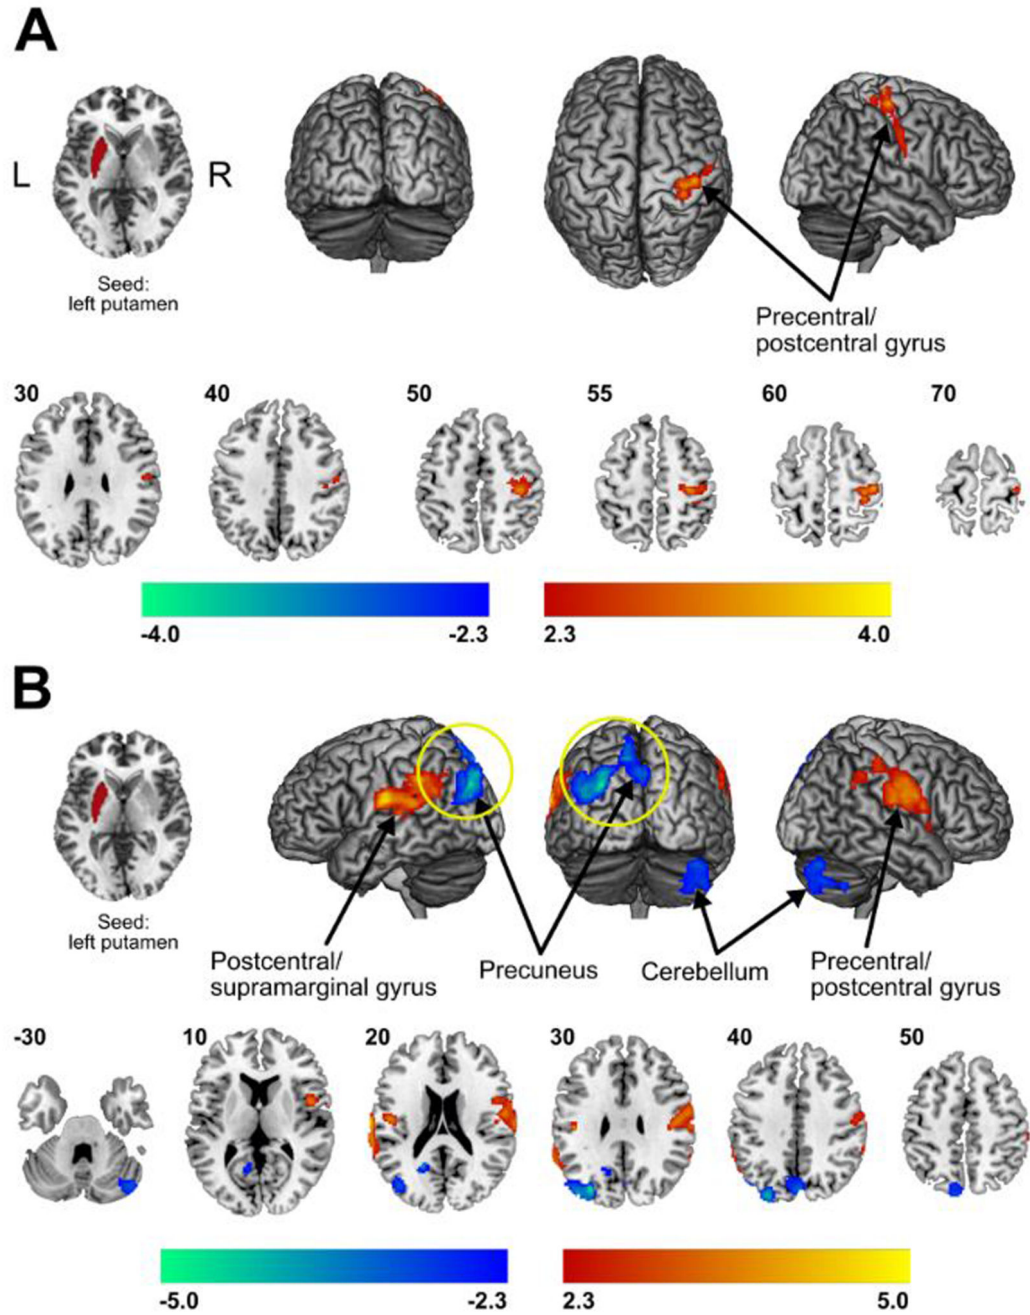 A
L
R
Seed:
left putamen
Precentral/
postcentral gyrus
30
40
50
55
60
70
-4.0
-2.3
2.3
4.0
B
Seed:
left putamen
Postcentral/
supramarginal gyrus
Precuneus
Cerebellum
Precentral/
postcentral gyrus
-30
10
20
30
40
50
-5.0
-2.3
2.3
5.0